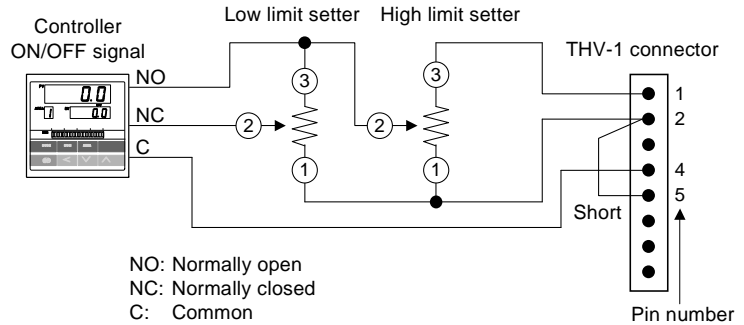 Low limit setter
High limit setter
Controller
ON/OFF signal
THV-1 connector
PV
0.0
1
0.0
NO
NC
C
3
2
1
3
2
1
1
2
4
5
Short
Pin number
NO: Normally open
NC: Normally closed
C: Common